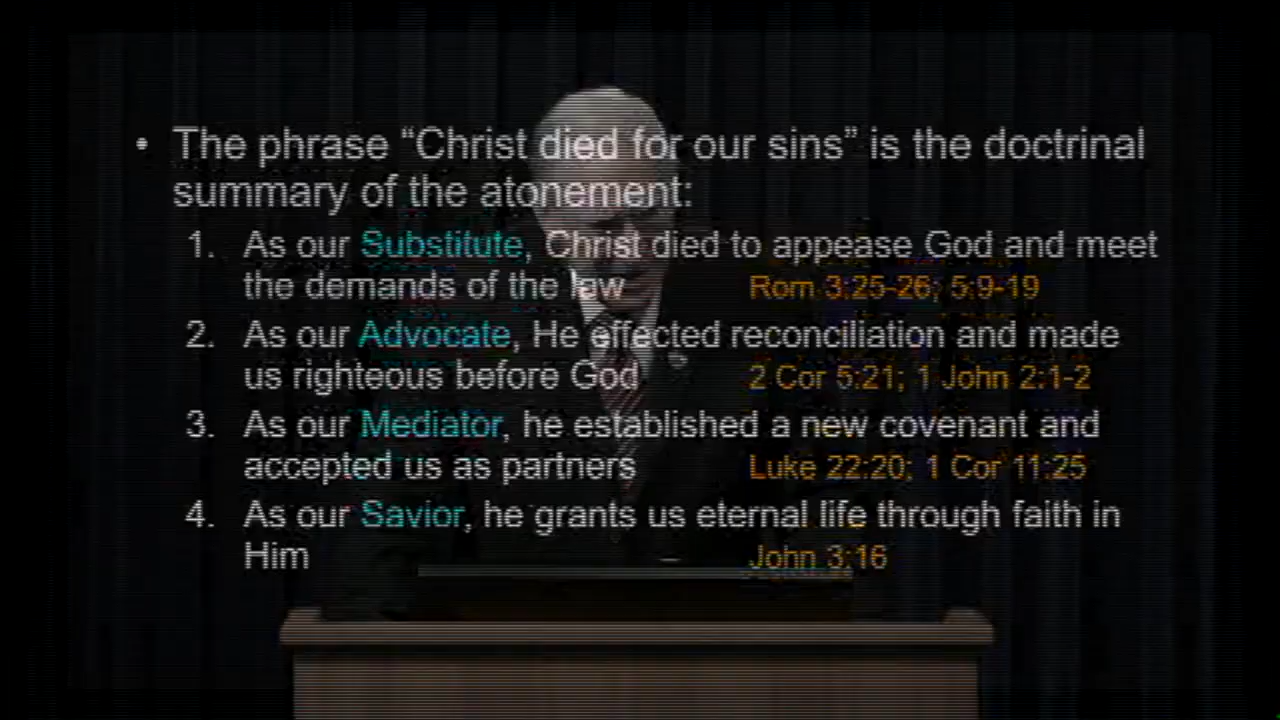 • The phrase “Christ died for our sins” is the doctrinal
summary of the atonement:
1. As our Substitute, Christ died to appease God and meet
the demands of the law Rom 3:25-26; 5:9-19
2. As our Advocate, He effected reconciliation and made
us righteous before God 2 Cor 5:21; 1 John 2:1-2
3. As our Mediator, he established a new covenant and
accepted us as partners Luke 22:20; 1 Cor 11:25
4. As our Savior, he grants us eternal life through faith in
Him John 3:16